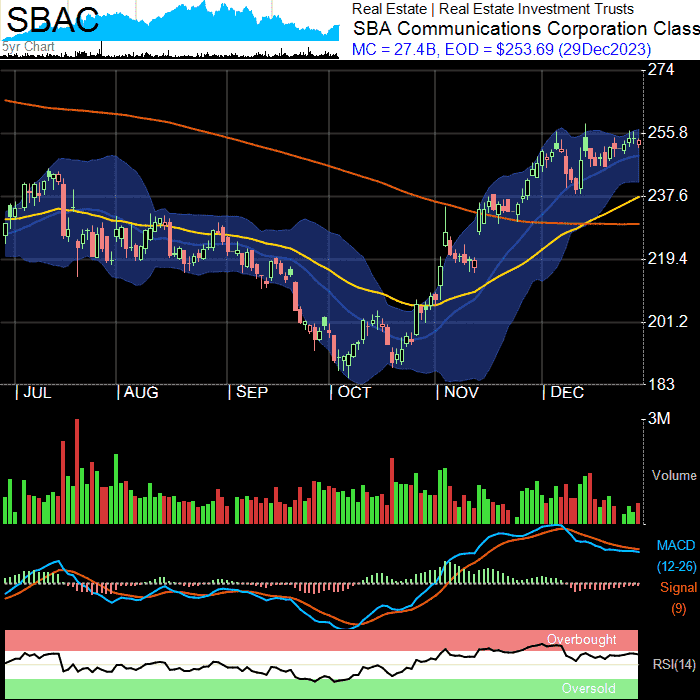 SBAC
5yr Chart
Real Estate | Real Estate Investment Trusts
SBA Communications Corporation Class
MC = 27.4B, EOD = $253.69 (29Dec2023)
274
255.8
237.6
219.4
201.2
183
| JUL | AUG | SEP | OCT | NOV | DEC
3M
Volume
MACD
(12-26)
Signal
(9)
Overbought
RSI(14)
Oversold